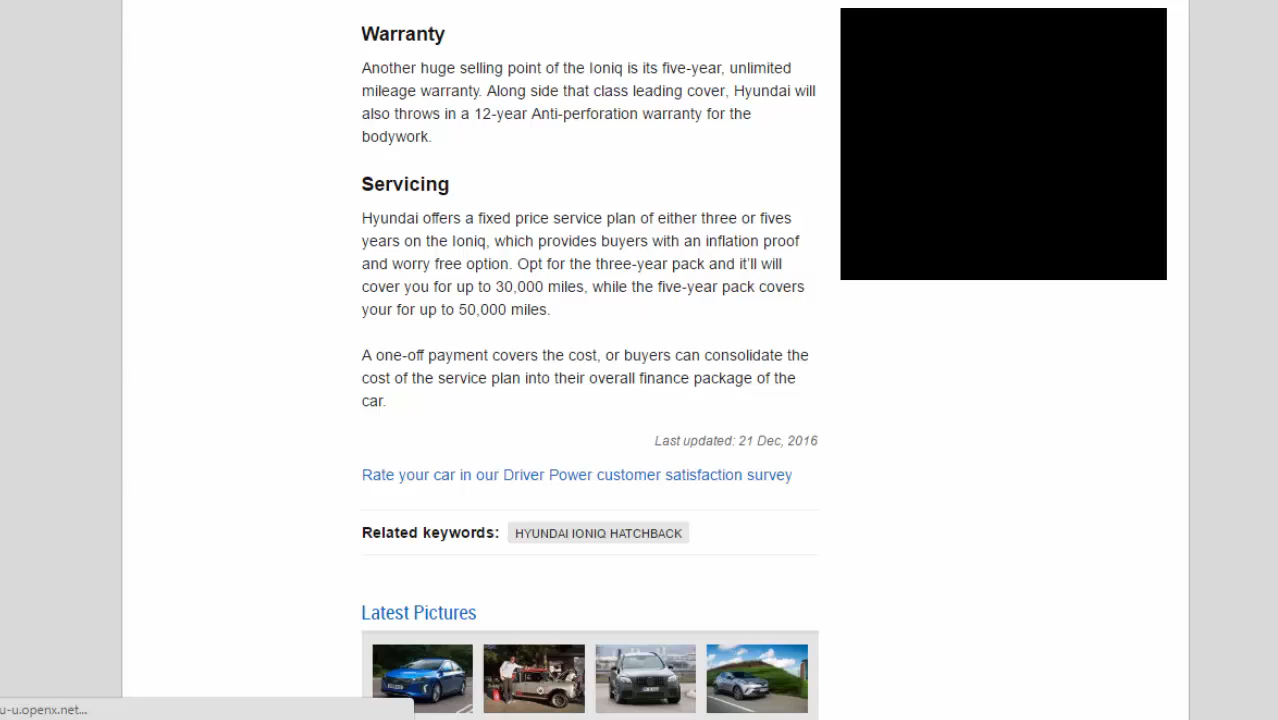 Warranty
Another huge selling point of the Ioniq is its five-year, unlimited
mileage warranty. Along side that class leading cover, Hyundai will
also throws in a 12-year Anti-perforation warranty for the
bodywork.
Servicing
Hyundai offers a fixed price service plan of either three or fives
years on the Ioniq, which provides buyers with an inflation proof
and worry free option. Opt for the three-year pack and it'll will
cover you for up to 30,000 miles, while the five-year pack covers
your for up to 50,000 miles.
A one-off payment covers the cost, or buyers can consolidate the
cost of the service plan into their overall finance package of the
car.
Last updated: 21 Dec, 2016
Rate your car in our Driver Power customer satisfaction survey
Related keywords: HYUNDAI IONIQ HATCHBACK
Latest Pictures
u-u.openx.net...